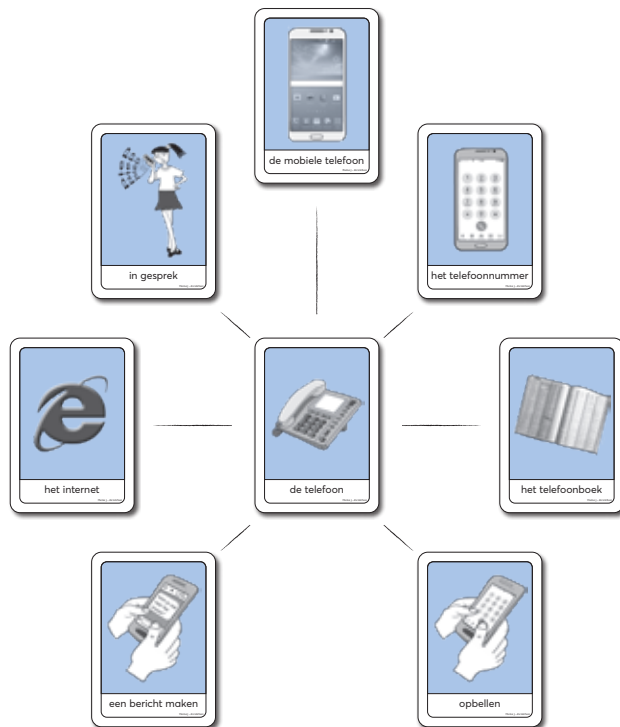 de mobiele telefoon
in gesprek
het telefoonnummer
het internet
de telefoon
het telefoonboek
een bericht maken
opbellen